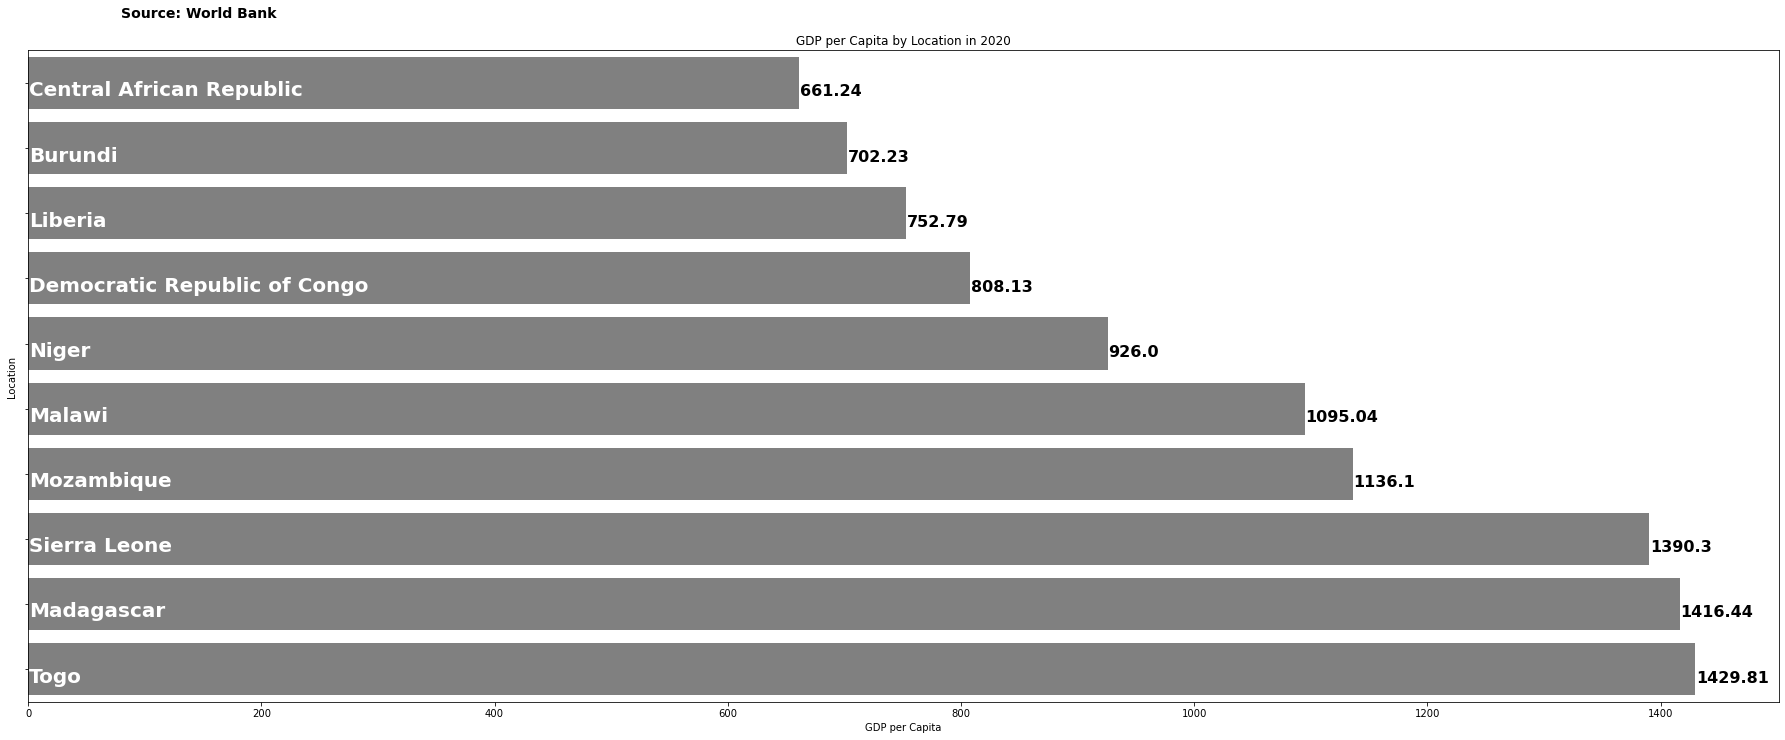 Source: World Bank
GDP per Capita by Location in 2020
Central African Republic 661.24
Burundi 702.23
Liberia 752.79
Democratic Republic of Congo 808.13
Niger 926.0
Location
Malawi 1095.04
Mozambique 1136.1
Sierra Leone 1390.3
Madagascar 1416.44
Togo 1429.81
0 200 400 600 800 1000 1200 1400
GDP per Capita